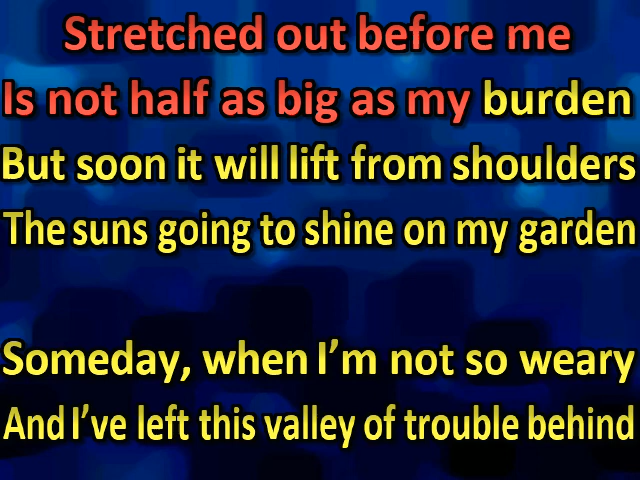 Stretched out before me
Is not half as big as my burden
But soon it will lift from shoulders
The suns going to shine on my garden
Someday, when I’m not so weary
And I’ve left this valley of trouble behind